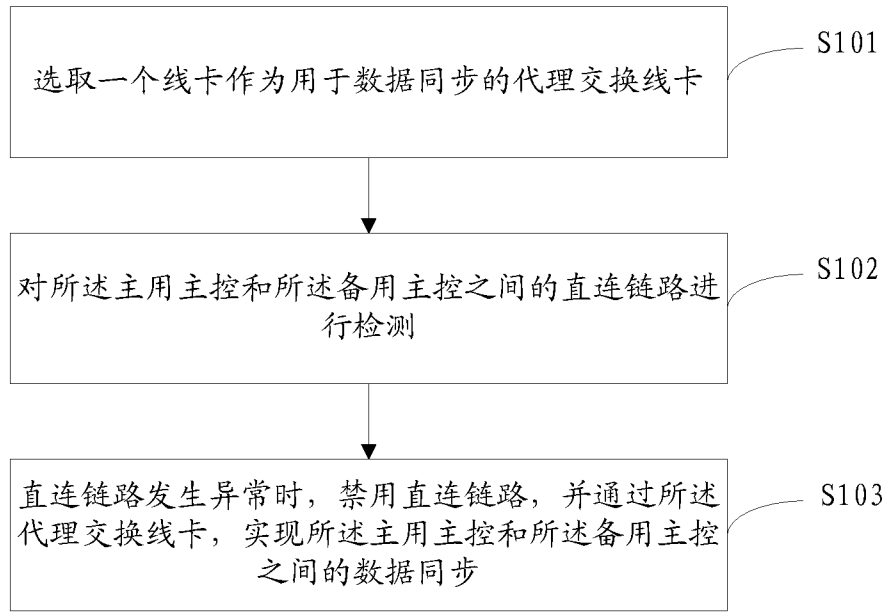 选取一个线卡作为用于数据同步的代理交换线卡
S101
对所述主用主控和所述备用主控之间的直连链路进
行检测
S102
直连链路发生异常时，禁用直连链路，并通过所述
代理交换线卡，实现所述主用主控和所述备用主控
之间的数据同步
S103